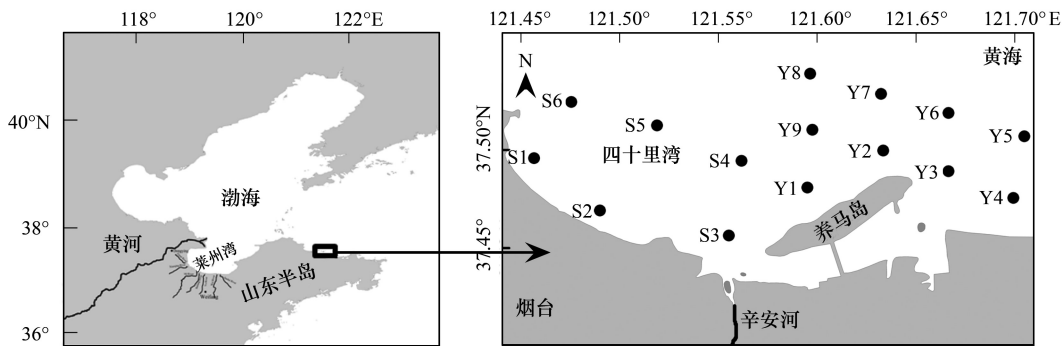 118° 120° 122°E
40°N
38°
36°
渤海
黄河
莱州湾
山东半岛
121.45° 121.50° 121.55° 121.60° 121.65° 121.70°E
37.50°N
37.45°
N
黄海
Y8
Y7
S6
Y6
S5
Y9
Y5
四十里湾
Y2
S1
S4
Y3
Y1
Y4
S2
养马岛
S3
烟台
辛安河